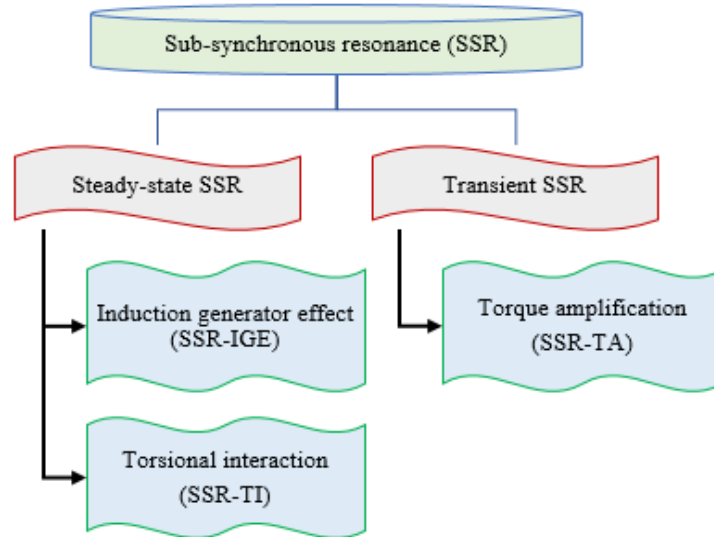 Sub-synchronous resonance (SSR)
Steady-state SSR
Transient SSR
Induction generator effect
(SSR-IGE)
Torque amplification
(SSR-TA)
Torsional interaction
(SSR-TI)